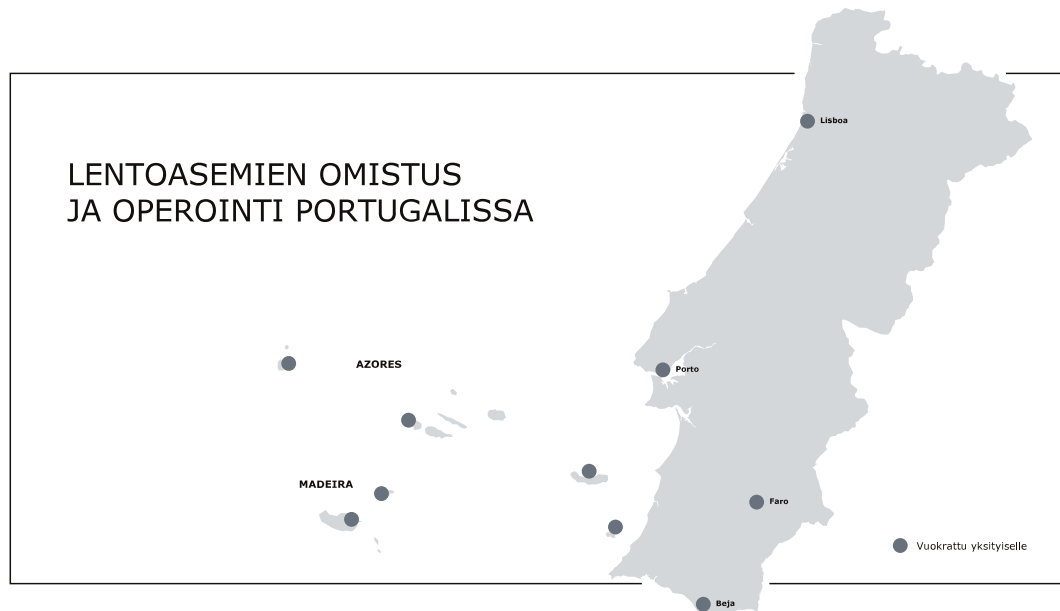 Lisboa
LENTOASEMIEN OMISTUS
JA OPEROINTI PORTUGALISSA
AZORES
Porto
MADEIRA
Faro
Vuokrattu yksityiselle
Beja